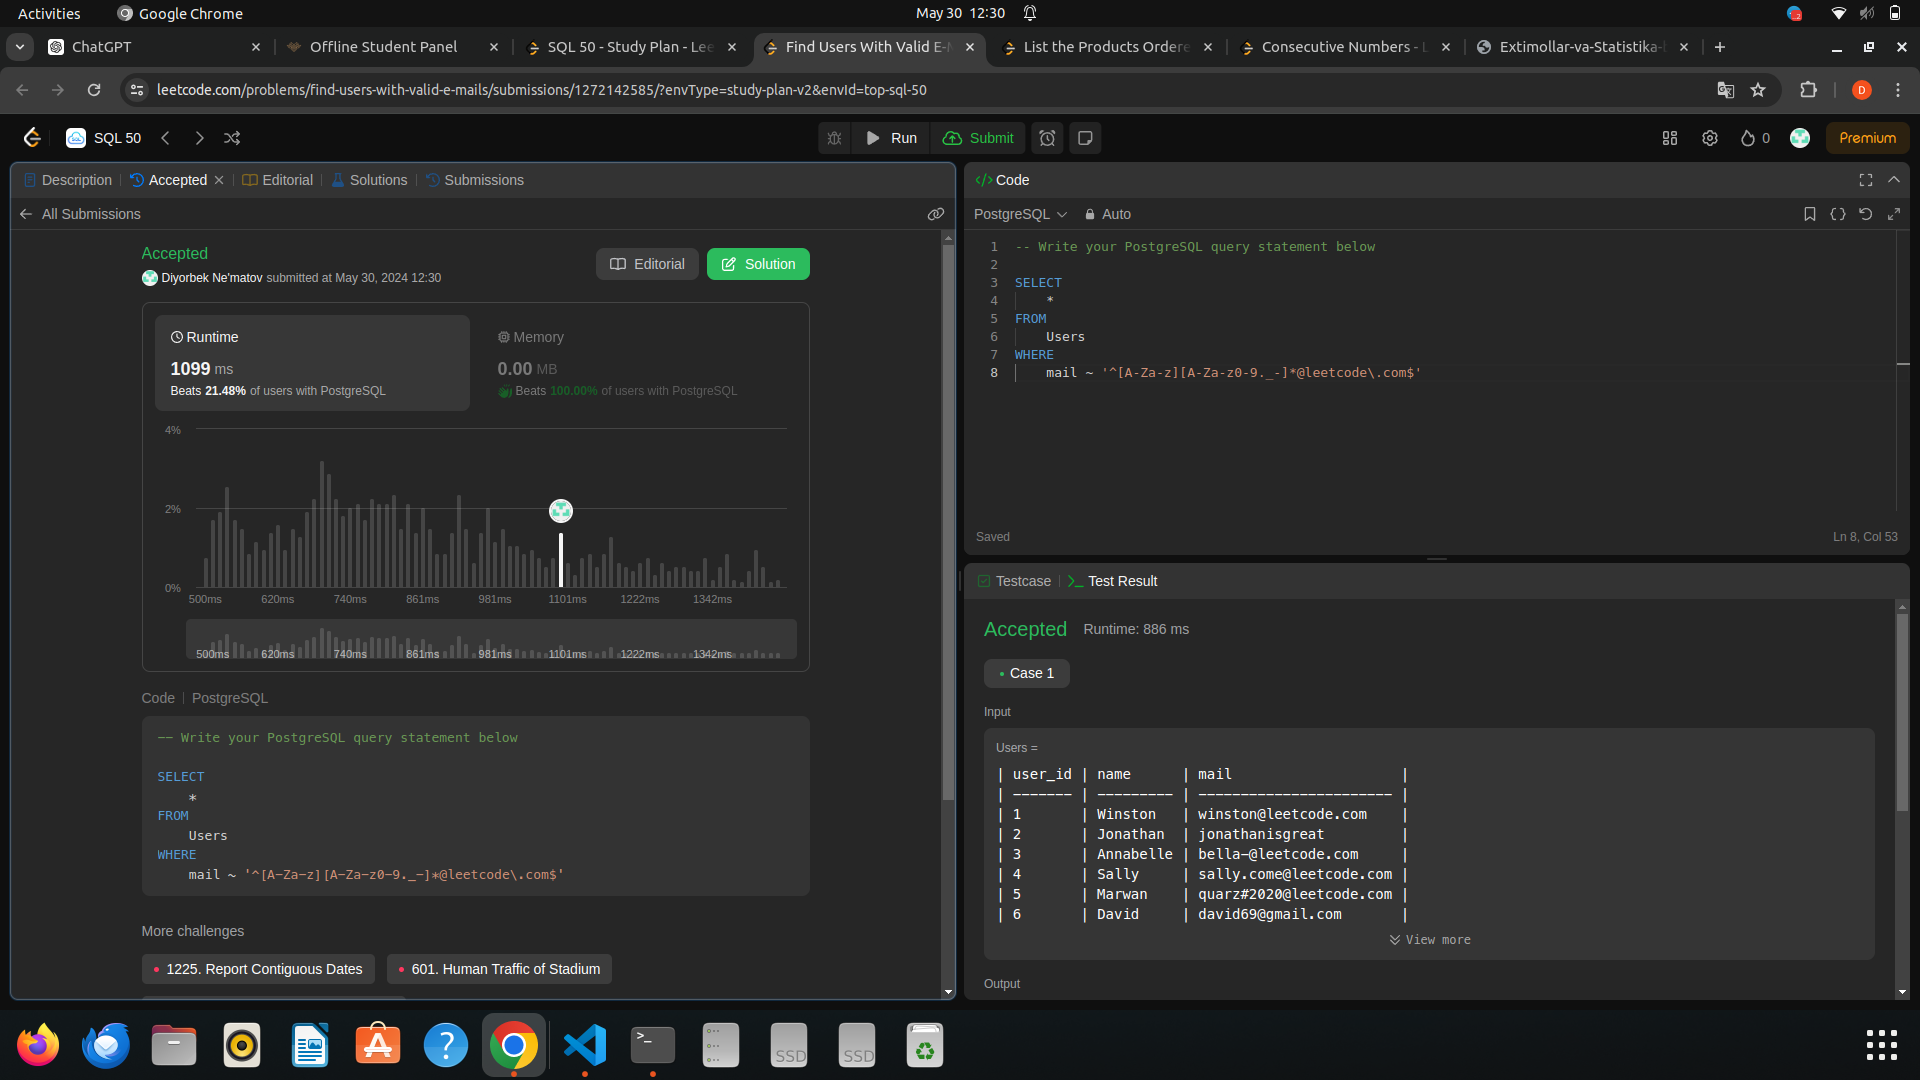 Activities
Google Chrome
May 30 12:30
ChatGPT
Offline Student Panel
SQL 50 - Study Plan - Lee
Find Users With Valid E-M
List the Products Ordere
Consecutive Numbers - L
Extimollar-va-Statistika-
leetcode.com/problems/find-users-with-valid-e-mails/submissions/1272142585/?envType=study-plan-v2&envId=top-sql-50
D
SQL 50
Run
Submit
0
Premium
Description
Accepted
Editorial
Solutions
Submissions
All Submissions
Accepted
Diyorbek Ne'matov submitted at May 30, 2024 12:30
Editorial
Solution
Runtime
1099 ms
Beats 21.48% of users with PostgreSQL
Memory
0.00 MB
Beats 100.00% of users with PostgreSQL
4%
2%
0%
500ms 620ms 740ms 861ms 981ms 1101ms 1222ms 1342ms
500ms 620ms 740ms 861ms 981ms 1101ms 1222ms 1342ms
Code | PostgreSQL
-- Write your PostgreSQL query statement below
SELECT
*
FROM
Users
WHERE
mail ~ '^[A-Za-z][A-Za-z0-9._-]*@leetcode\.com$'
More challenges
1225. Report Contiguous Dates
601. Human Traffic of Stadium
</> Code
PostgreSQL
Auto
1 -- Write your PostgreSQL query statement below
2
3 SELECT
4 *
5 FROM
6 Users
7 WHERE
8 mail ~ '^[A-Za-z][A-Za-z0-9._-]*@leetcode\.com$'
Saved
Ln 8, Col 53
Testcase
Test Result
Accepted
Runtime: 886 ms
Case 1
Input
Users =
| user_id | name | mail |
| ------- | --------- | ----------------------- |
| 1 | Winston | winston@leetcode.com |
| 2 | Jonathan | jonathanisgreat |
| 3 | Annabelle | bella-@leetcode.com |
| 4 | Sally | sally.come@leetcode.com |
| 5 | Marwan | quarz#2020@leetcode.com |
| 6 | David | david69@gmail.com |
View more
Output
SSD
SSD